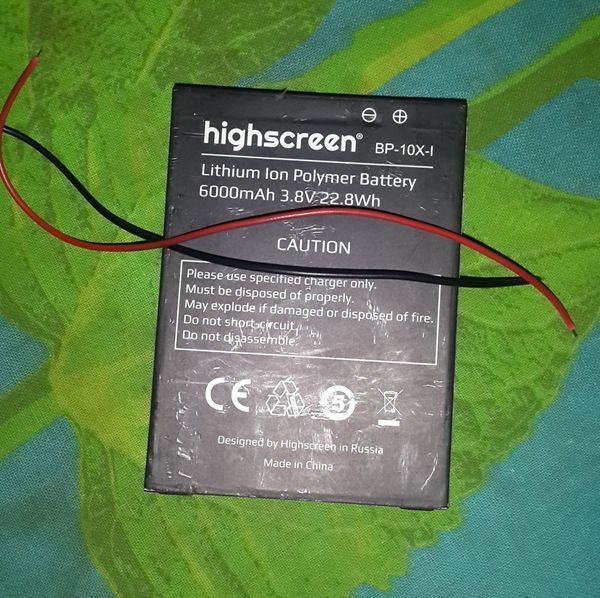 ⊖ ⊕
highscreen® BP-10X-I
Lithium Ion Polymer Battery
6000mAh 3.8V 22.8Wh
CAUTION
Please use specified charger only.
Must be disposed of properly.
May explode if damaged or disposed of fire.
Do not short-circuit.
Do not disassemble.
CE 5
Designed by Highscreen in Russia
Made in China